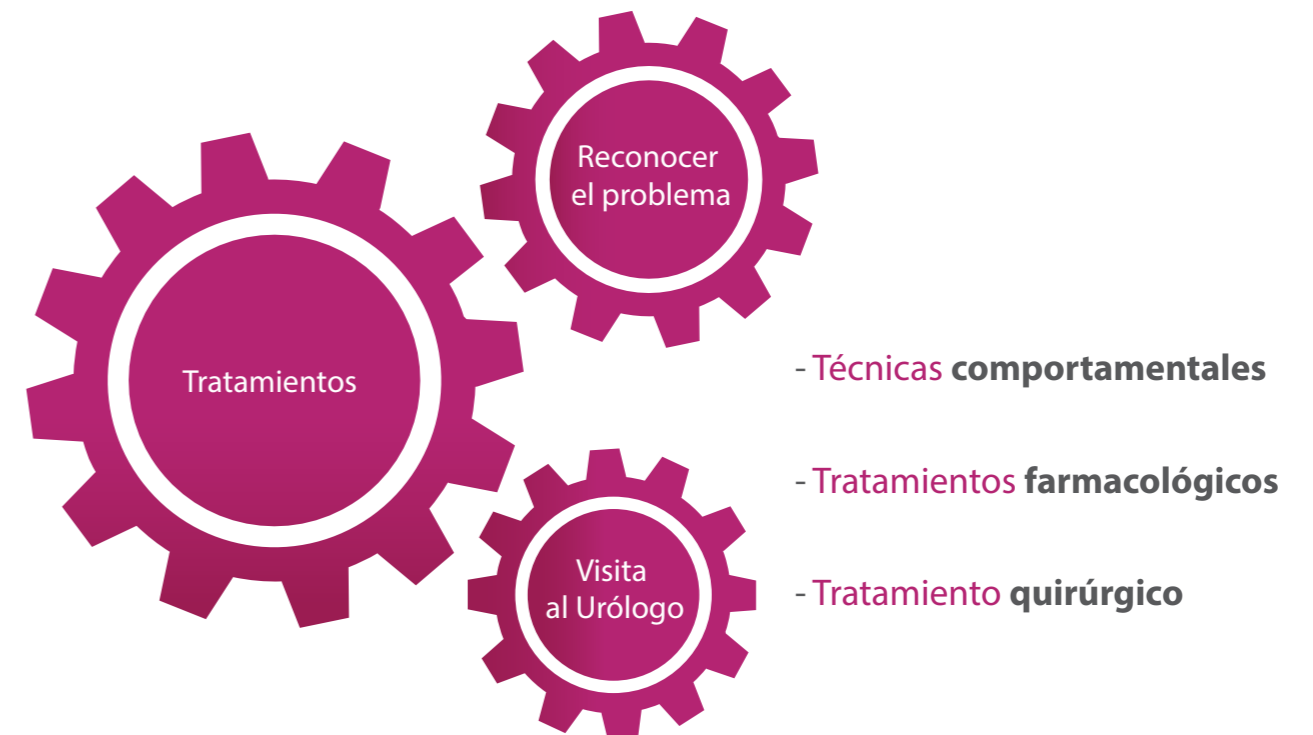 Reconocer
el problema
Tratamientos
Visita
al Urólogo
- Técnicas comportamentales
- Tratamientos farmacológicos
- Tratamiento quirúrgico